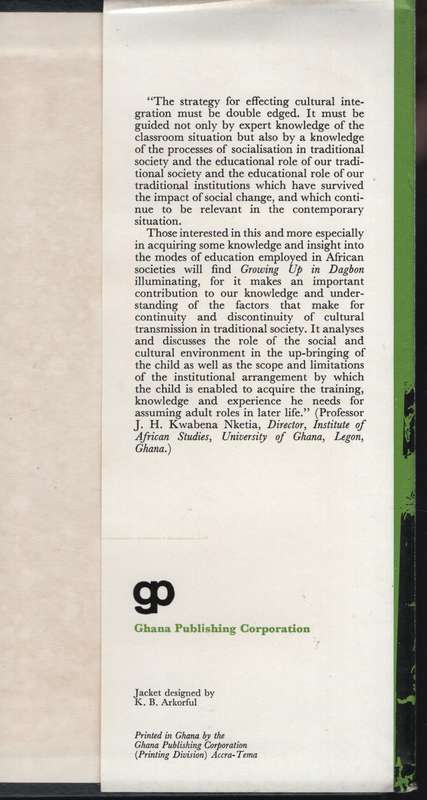 "The strategy for effecting cultural inte-
gration must be double edged. It must be
guided not only by expert knowledge of the
classroom situation but also by a knowledge
of the processes of socialisation in traditional
society and the educational role of our tradi-
tional society and the educational role of our
traditional institutions which have survived
the impact of social change, and which conti-
nue to be relevant in the contemporary
situation.
Those interested in this and more especially
in acquiring some knowledge and insight into
the modes of education employed in African
societies will find Growing Up in Dagbon
illuminating, for it makes an important
contribution to our knowledge and under-
standing of the factors that make for
continuity and discontinuity of cultural
transmission in traditional society. It analyses
and discusses the role of the social and
cultural environment in the up-bringing of
the child as well as the scope and limitations
of the institutional arrangement by which
the child is enabled to acquire the training,
knowledge and experience he needs for
assuming adult roles in later life." (Professor
J. H. Kwabena Nketia, Director, Institute of
African Studies, University of Ghana, Legon,
Ghana.)
gp
Ghana Publishing Corporation
Jacket designed by
K. B. Arkorful
Printed in Ghana by the
Ghana Publishing Corporation
(Printing Division) Accra-Tema